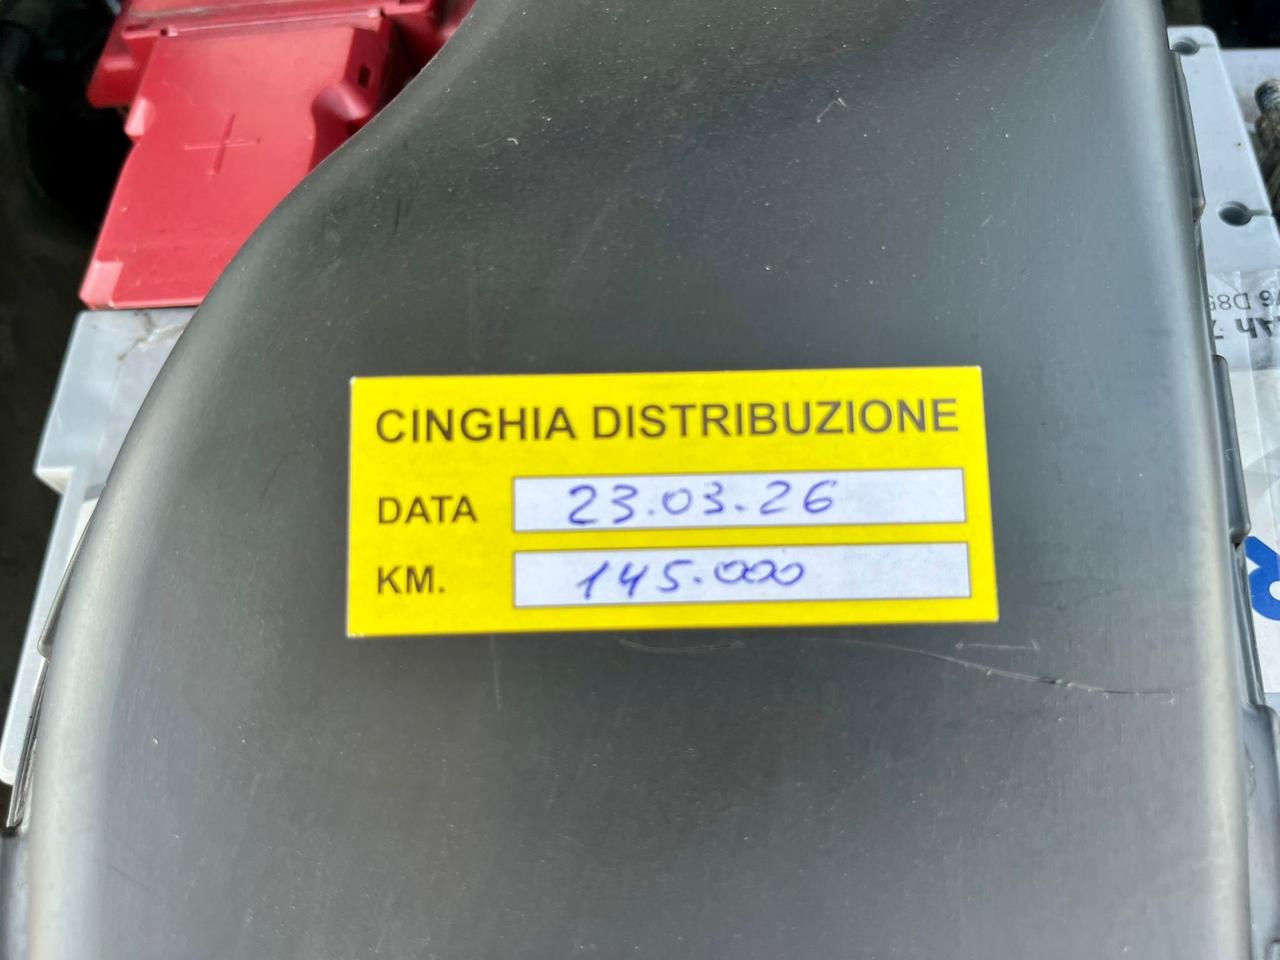 CINGHIA DISTRIBUZIONE
DATA 23.03.26
KM. 145.000